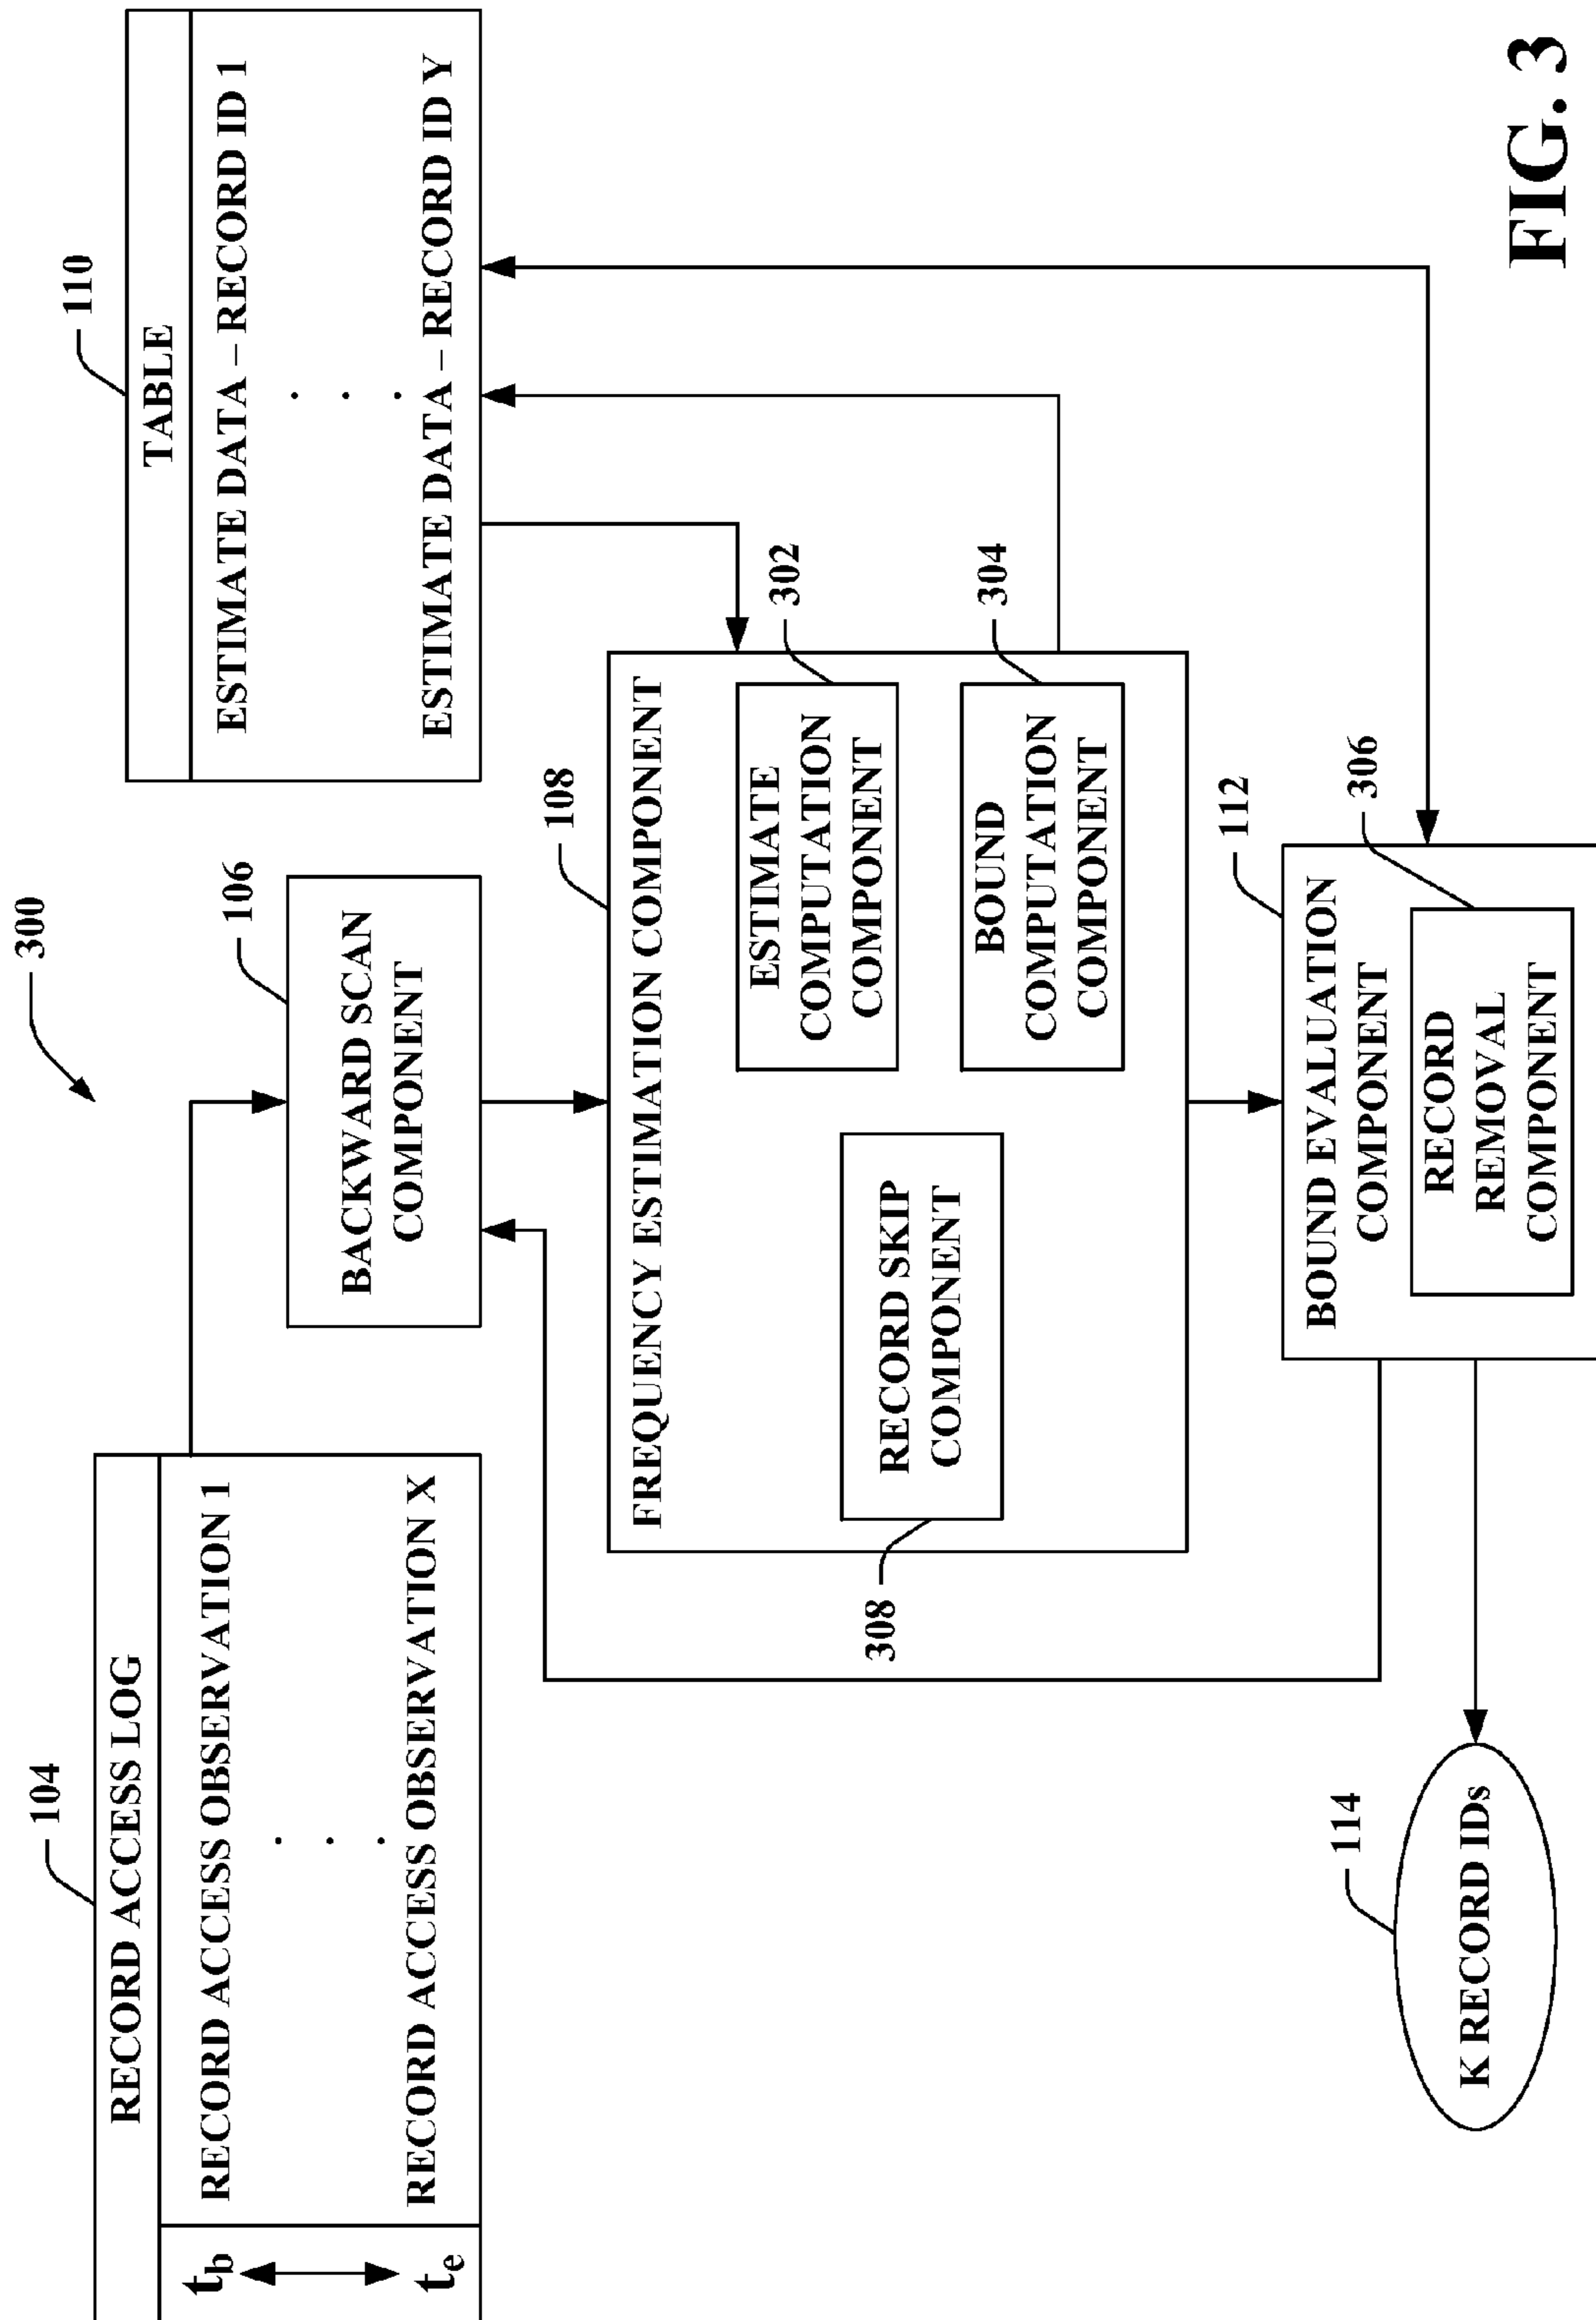 300
104
RECORD ACCESS LOG
tb
te
RECORD ACCESS OBSERVATION 1
. . .
RECORD ACCESS OBSERVATION X
106
BACKWARD SCAN
COMPONENT
110
TABLE
ESTIMATE DATA – RECORD ID 1
. . .
ESTIMATE DATA – RECORD ID Y
108
FREQUENCY ESTIMATION COMPONENT
308
RECORD SKIP
COMPONENT
302
ESTIMATE
COMPUTATION
COMPONENT
304
BOUND
COMPUTATION
COMPONENT
112
BOUND EVALUATION
COMPONENT
306
RECORD
REMOVAL
COMPONENT
114
K RECORD IDs
FIG. 3